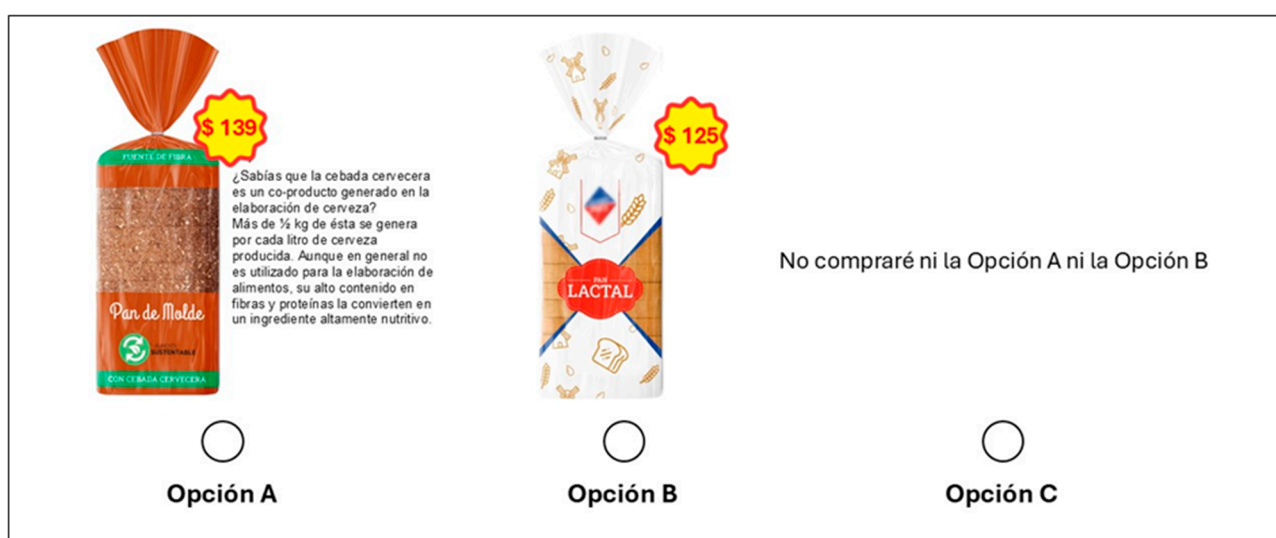 $ 139
FUENTE DE FIBRA
¿Sabías que la cebada cervecera
es un co-producto generado en la
elaboración de cerveza?
Más de ½ kg de ésta se genera
por cada litro de cerveza
producida. Aunque en general no
es utilizado para la elaboración de
alimentos, su alto contenido en
fibras y proteínas la convierten en
un ingrediente altamente nutritivo.
Pan de Molde
SUSTENTABLE
CON CEBADA CERVECERA
$ 125
PAN
LACTAL
No compraré ni la Opción A ni la Opción B
Opción A
Opción B
Opción C